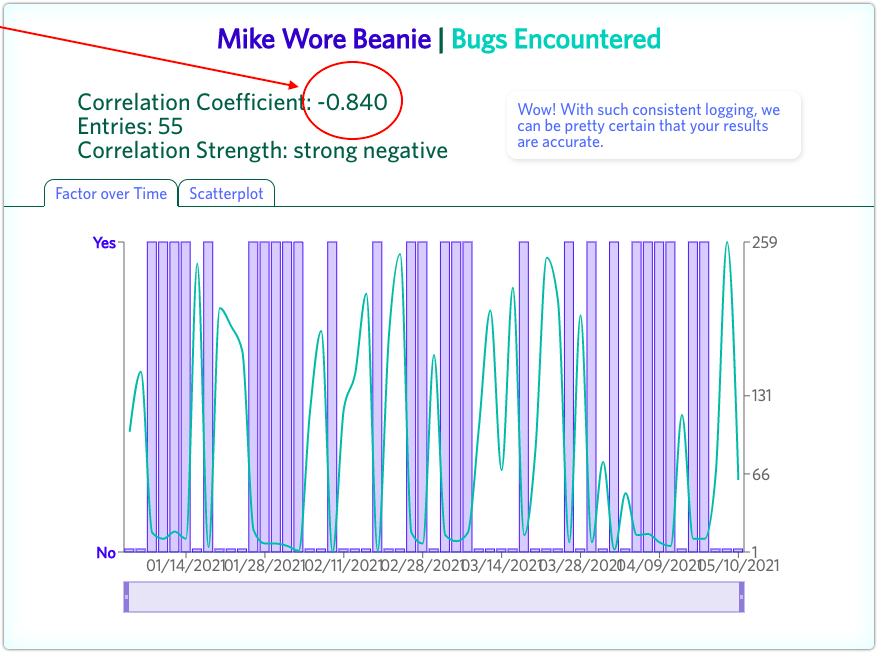 Mike Wore Beanie | Bugs Encountered
Correlation Coefficient: -0.840
Entries: 55
Correlation Strength: strong negative
Wow! With such consistent logging, we
can be pretty certain that your results
are accurate.
Factor over Time
Scatterplot
Yes
259
131
66
No
1
01/14/2021
01/28/2021
02/11/2021
02/28/2021
03/14/2021
03/28/2021
04/09/2021
05/10/2021